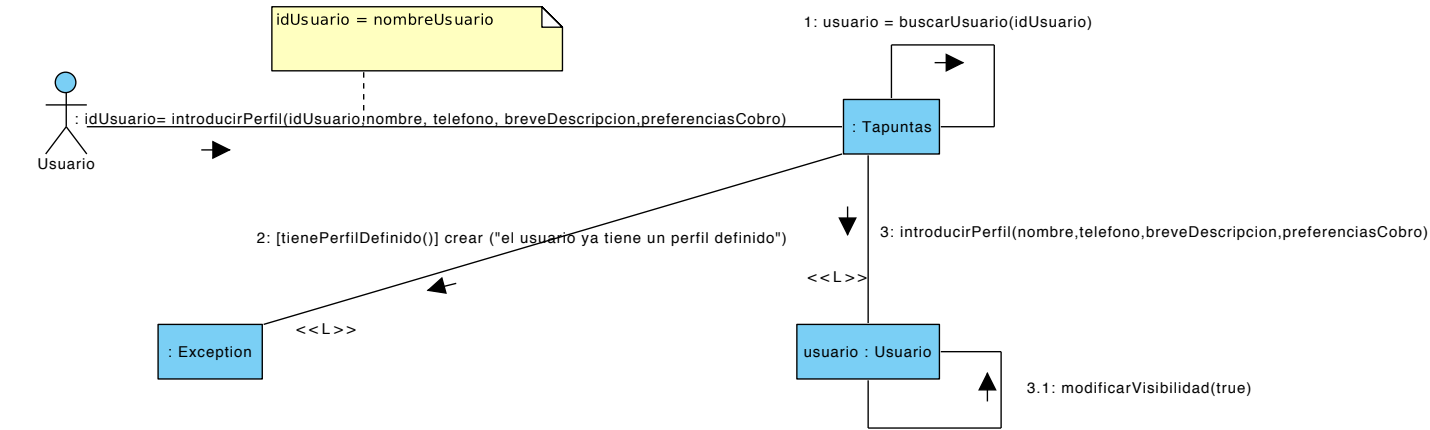 idUsuario = nombreUsuario
1: usuario = buscarUsuario(idUsuario)
: idUsuario= introducirPerfil(idUsuario,nombre, telefono, breveDescripcion,preferenciasCobro)
: Tapuntas
Usuario
2: [tienePerfilDefinido()] crear ("el usuario ya tiene un perfil definido")
3: introducirPerfil(nombre,telefono,breveDescripcion,preferenciasCobro)
<<L>>
<<L>>
: Exception
usuario : Usuario
3.1: modificarVisibilidad(true)